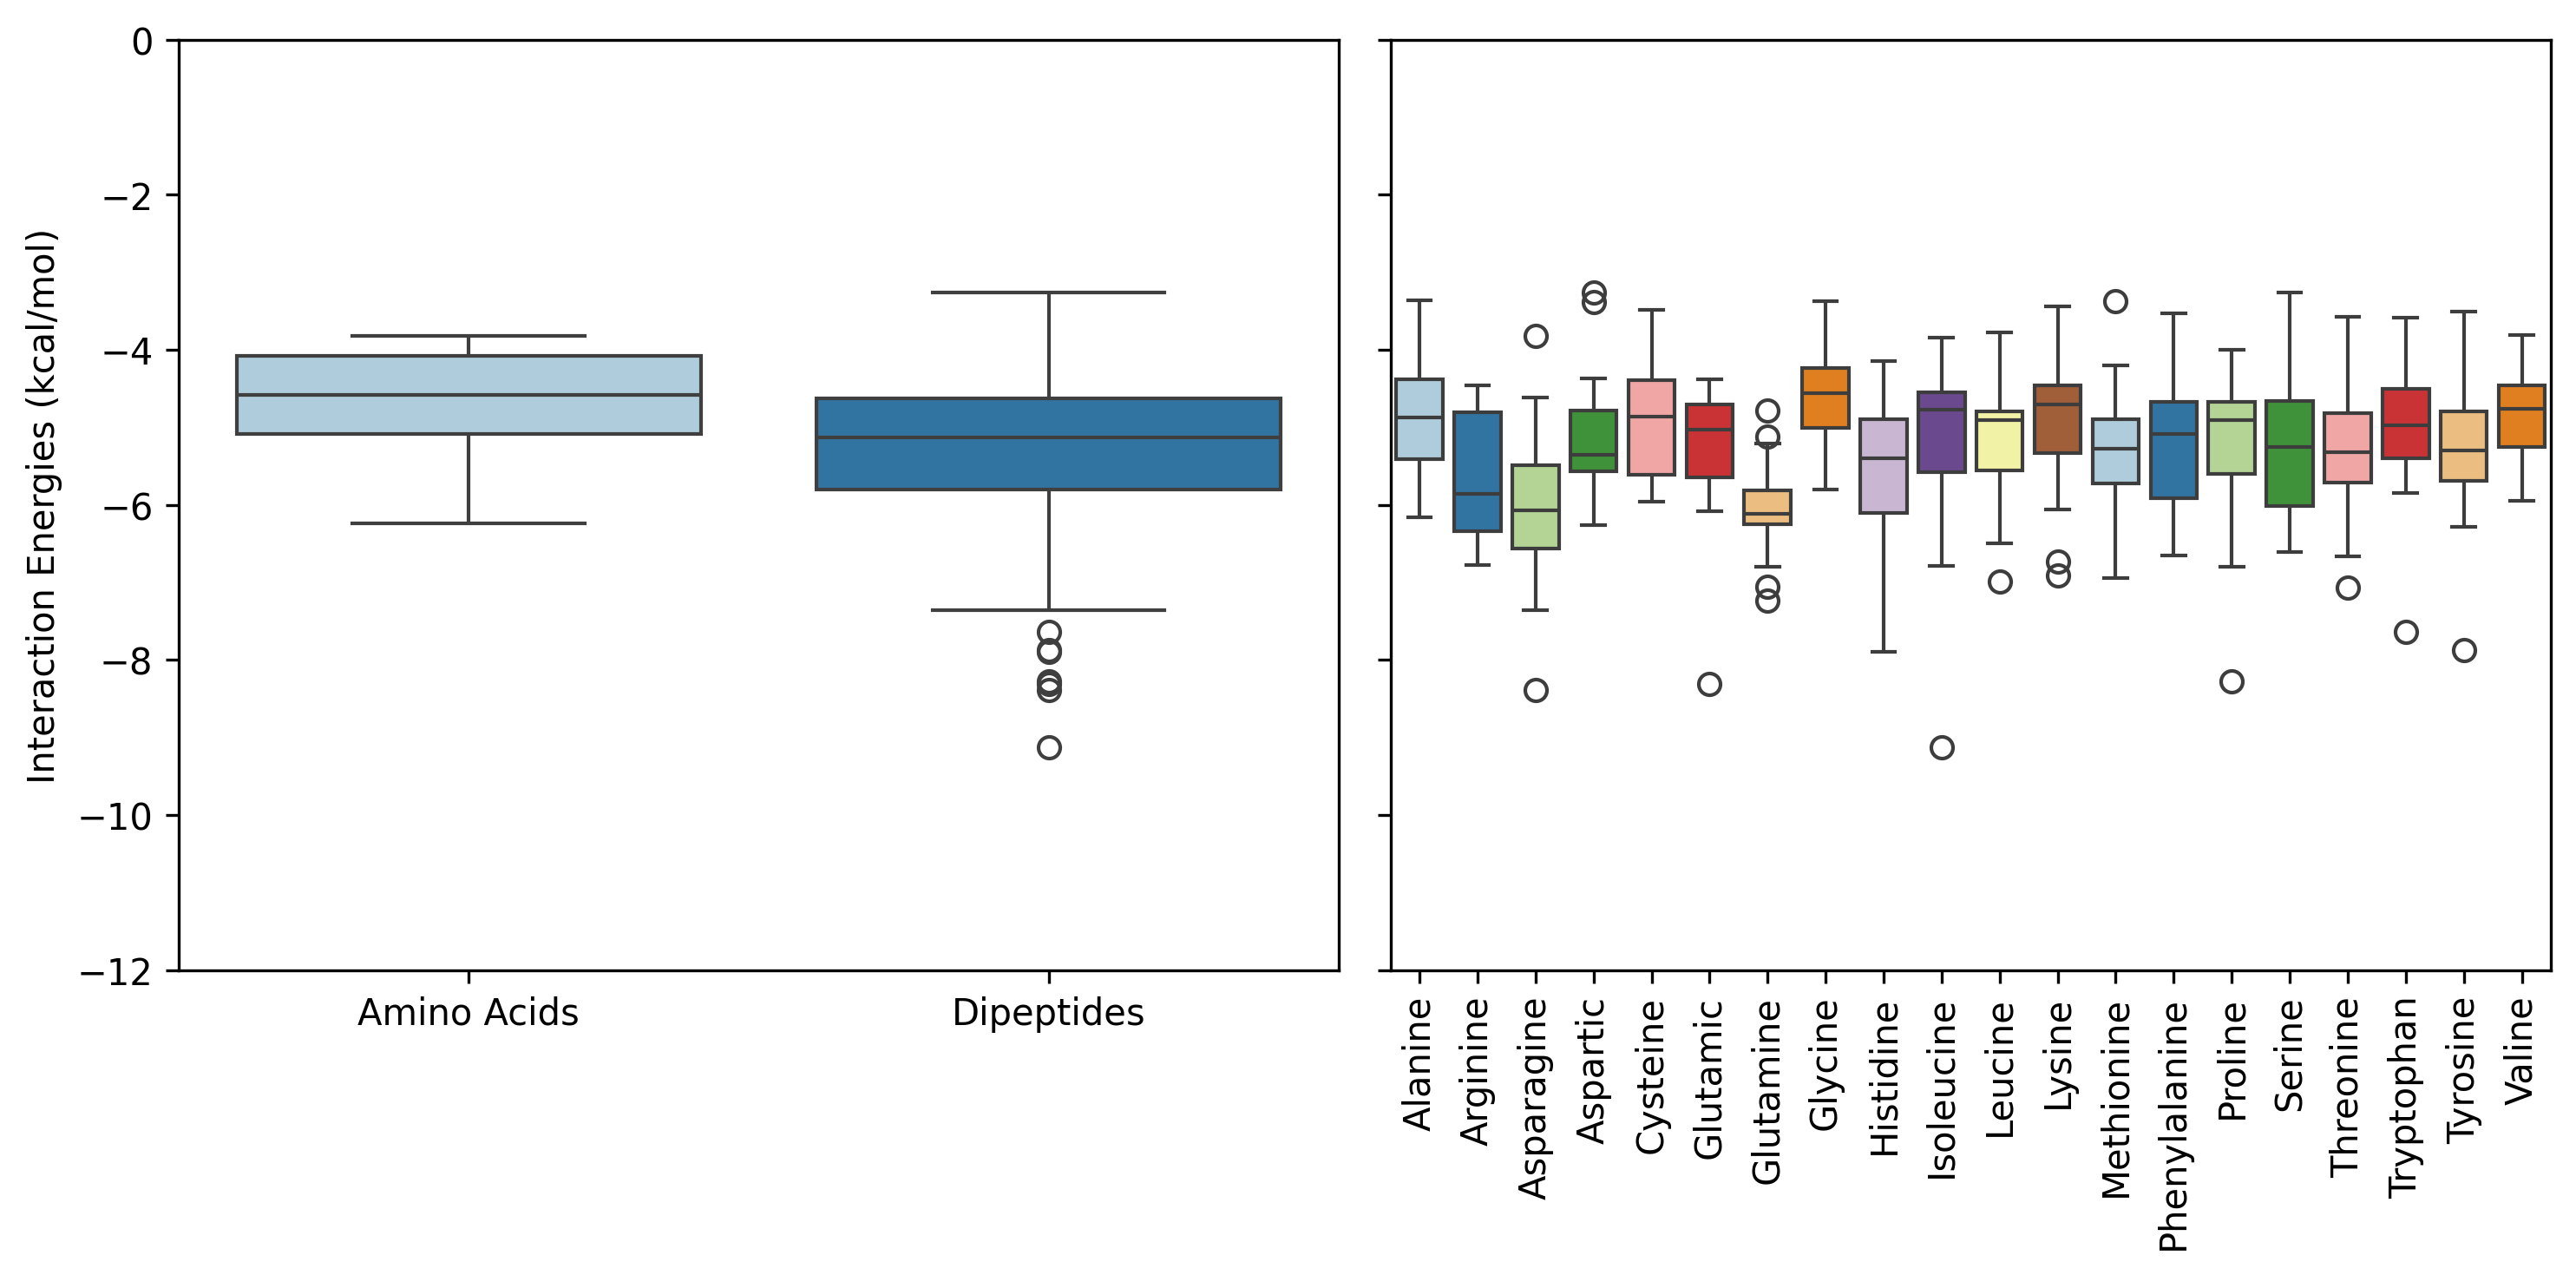 Interaction Energies (kcal/mol)
0
−2
−4
−6
−8
−10
−12
Amino Acids
Dipeptides
Alanine
Arginine
Asparagine
Aspartic
Cysteine
Glutamic
Glutamine
Glycine
Histidine
Isoleucine
Leucine
Lysine
Methionine
Phenylalanine
Proline
Serine
Threonine
Tryptophan
Tyrosine
Valine